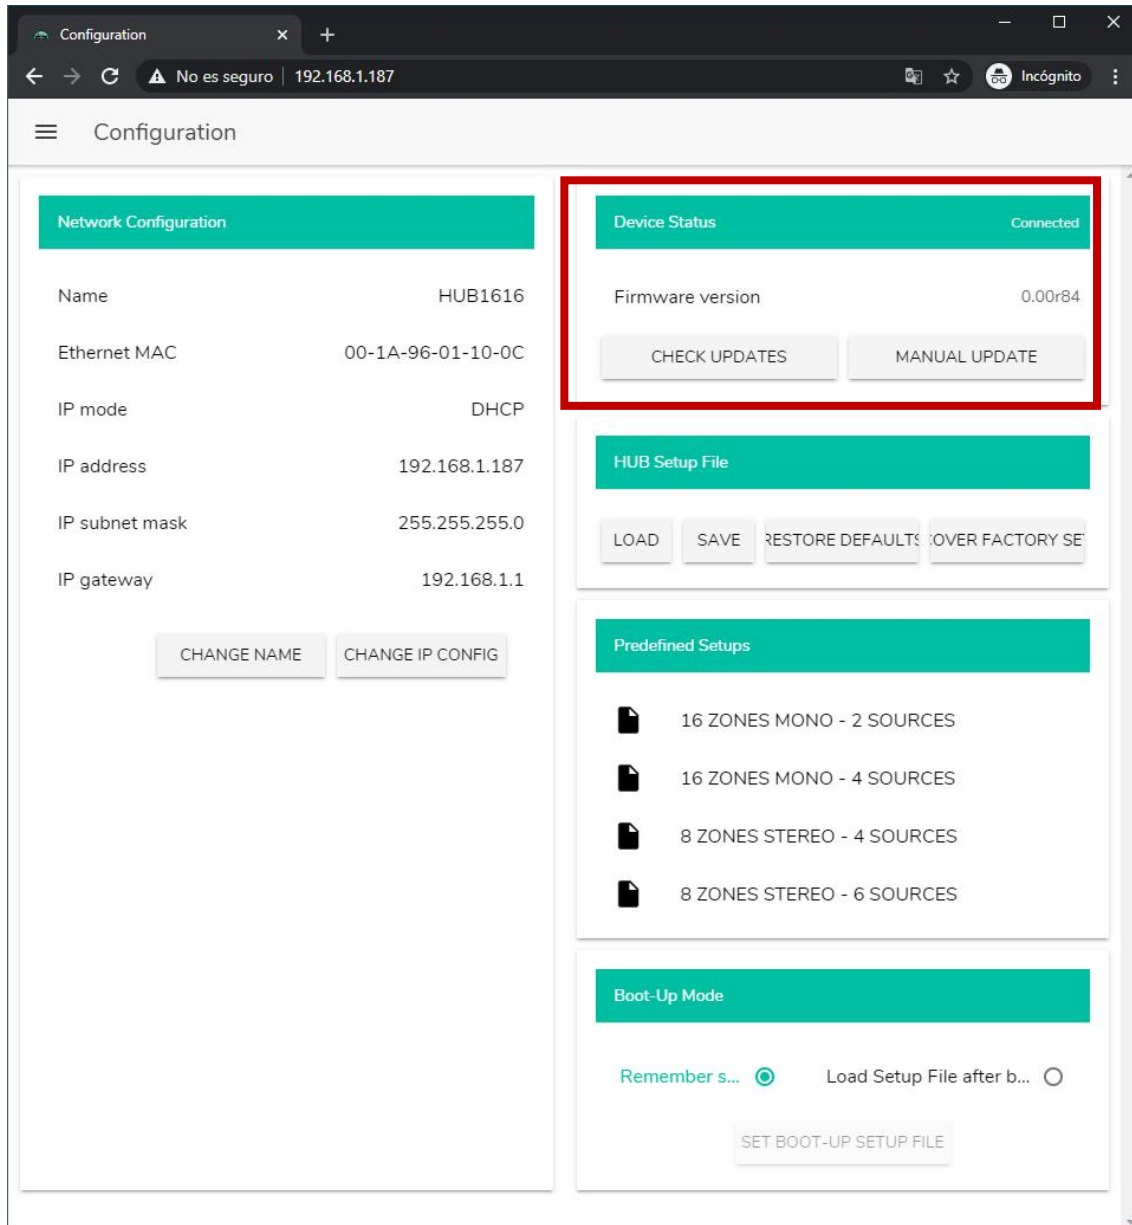 Configuration
No es seguro | 192.168.1.187
Incógnito
Configuration
Network Configuration
Name HUB1616
Ethernet MAC 00-1A-96-01-10-0C
IP mode DHCP
IP address 192.168.1.187
IP subnet mask 255.255.255.0
IP gateway 192.168.1.1
CHANGE NAME CHANGE IP CONFIG
Device Status Connected
Firmware version 0.00r84
CHECK UPDATES MANUAL UPDATE
HUB Setup File
LOAD SAVE RESTORE DEFAULTS OVER FACTORY SE
Predefined Setups
16 ZONES MONO - 2 SOURCES
16 ZONES MONO - 4 SOURCES
8 ZONES STEREO - 4 SOURCES
8 ZONES STEREO - 6 SOURCES
Boot-Up Mode
Remember s... Load Setup File after b...
SET BOOT-UP SETUP FILE